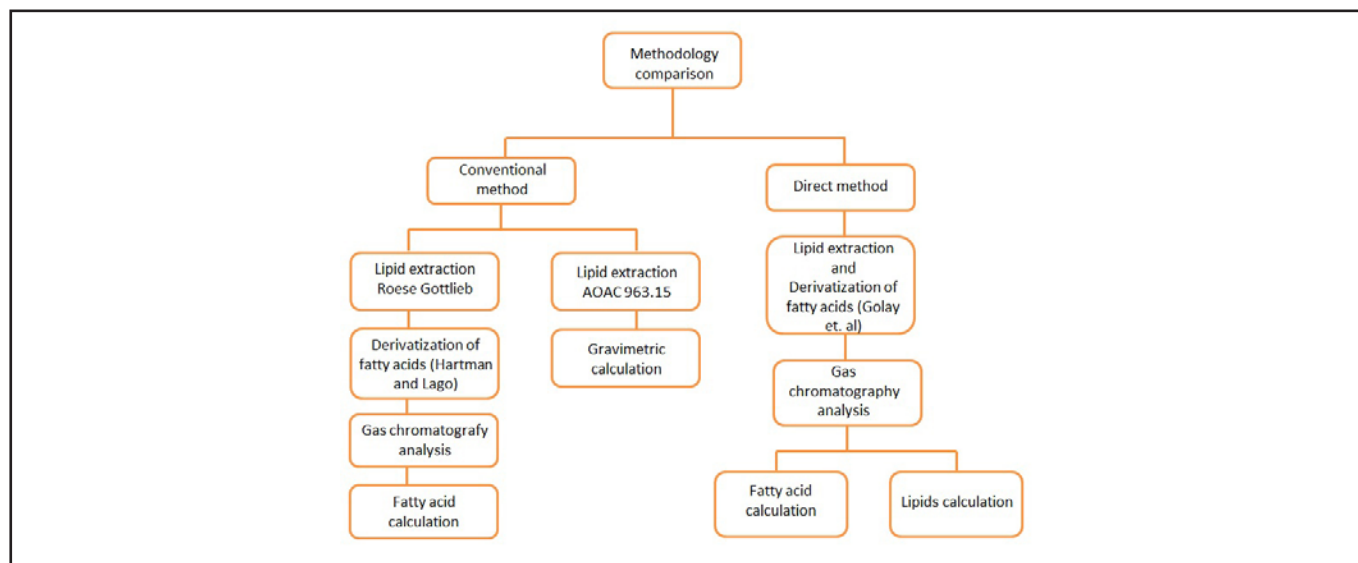 Methodology
comparison
Conventional
method
Direct method
Lipid extraction
Roese Gottlieb
Lipid extraction
AOAC 963.15
Lipid extraction
and
Derivatization of
fatty acids (Golay
et. al)
Derivatization of
fatty acids (Hartman
and Lago)
Gravimetric
calculation
Gas
chromatography
analysis
Gas chromatografy
analysis
Fatty acid
calculation
Fatty acid
calculation
Lipids calculation